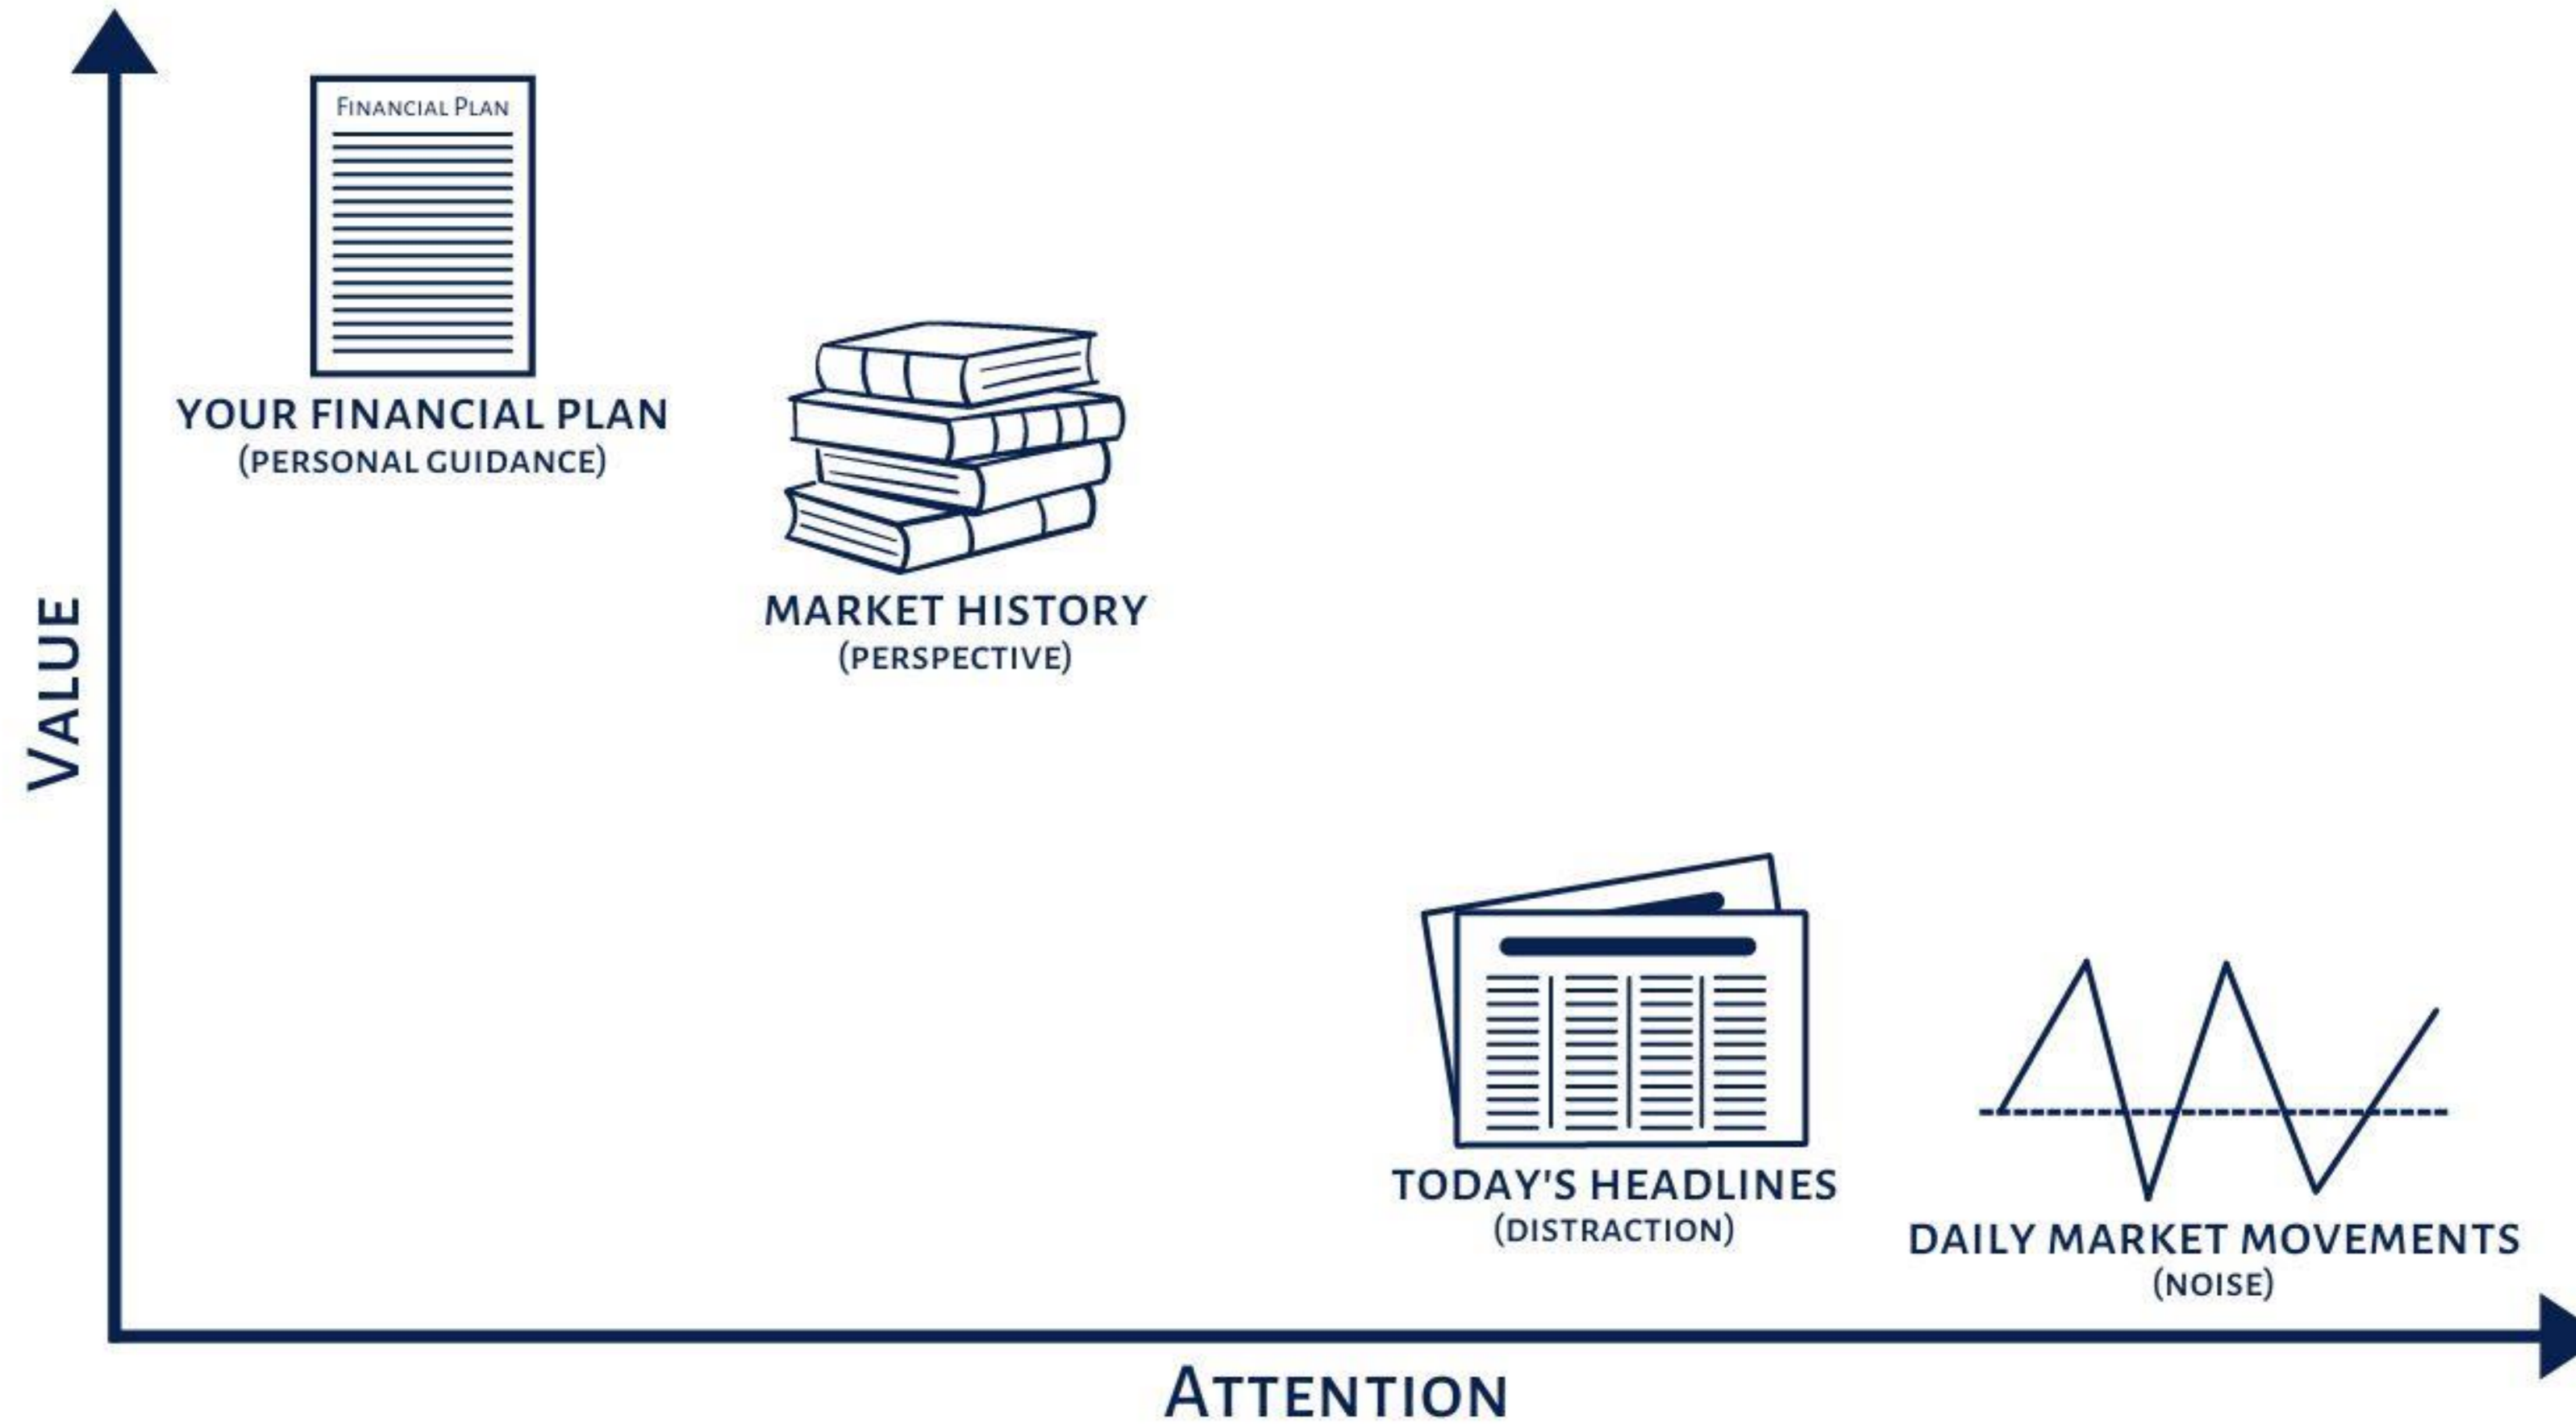 FINANCIAL PLAN
YOUR FINANCIAL PLAN
(PERSONAL GUIDANCE)
MARKET HISTORY
(PERSPECTIVE)
VALUE
TODAY'S HEADLINES
(DISTRACTION)
DAILY MARKET MOVEMENTS
(NOISE)
ATTENTION